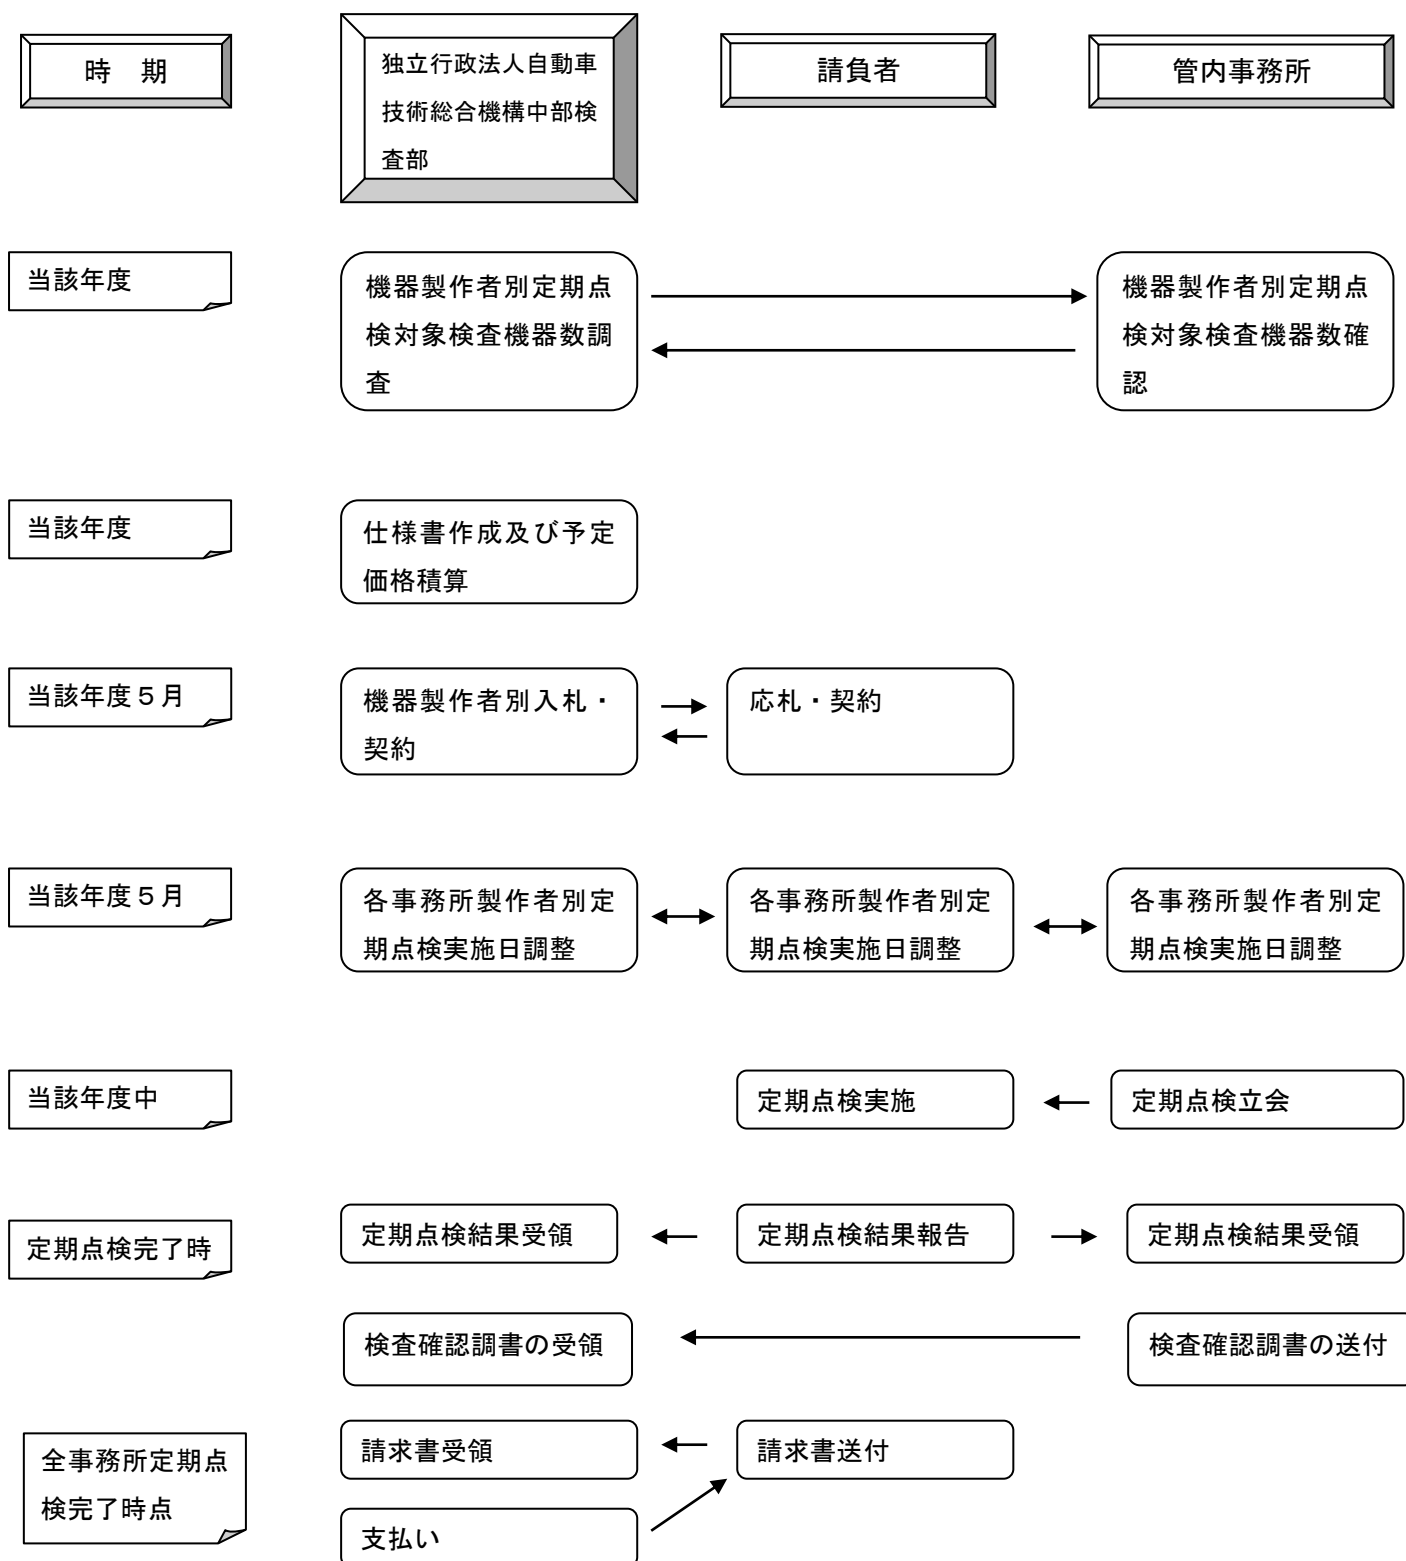 時　期
独立行政法人自動車
技術総合機構中部検
査部
請負者
管内事務所
当該年度
機器製作者別定期点
検対象検査機器数調
査
機器製作者別定期点
検対象検査機器数確
認
当該年度
仕様書作成及び予定
価格積算
当該年度５月
機器製作者別入札・
契約
応札・契約
当該年度５月
各事務所製作者別定
期点検実施日調整
各事務所製作者別定
期点検実施日調整
各事務所製作者別定
期点検実施日調整
当該年度中
定期点検実施
定期点検立会
定期点検完了時
定期点検結果受領
定期点検結果報告
定期点検結果受領
検査確認調書の受領
検査確認調書の送付
全事務所定期点
検完了時点
請求書受領
請求書送付
支払い